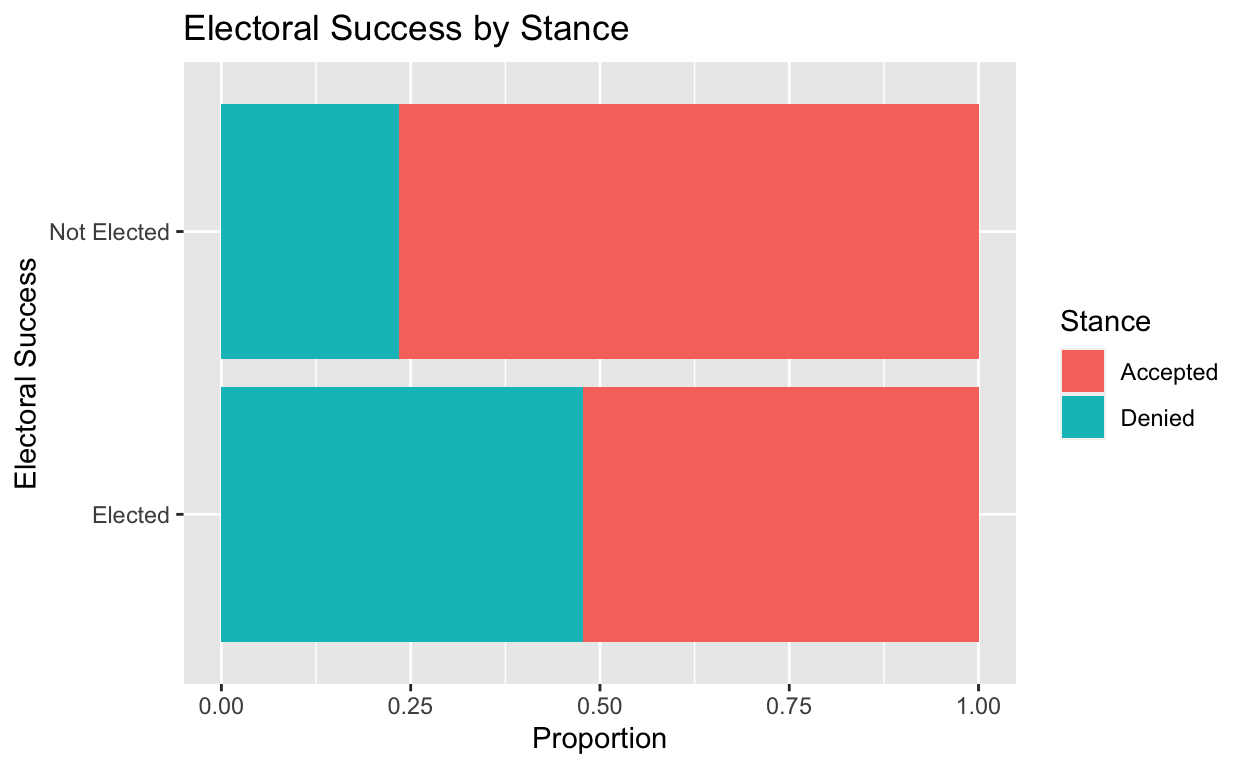 Electoral Success by Stance
Electoral Success
Not Elected
Elected
0.00
0.25
0.50
0.75
1.00
Proportion
Stance
Accepted
Denied